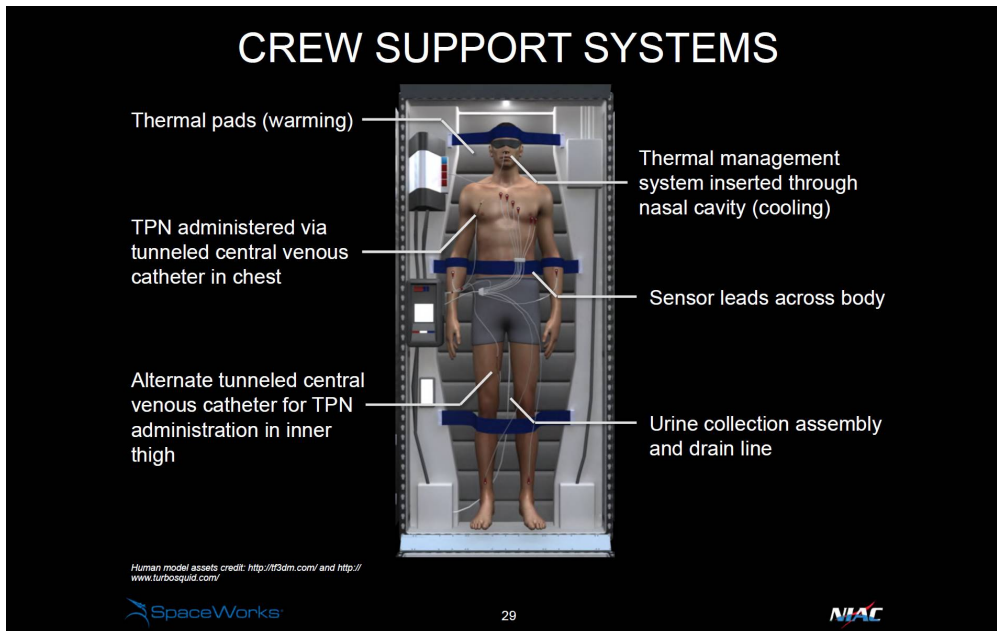 CREW SUPPORT SYSTEMS
Thermal pads (warming)
TPN administered via
tunneled central venous
catheter in chest
Alternate tunneled central
venous catheter for TPN
administration in inner
thigh
Thermal management
system inserted through
nasal cavity (cooling)
Sensor leads across body
Urine collection assembly
and drain line
Human model assets credit: http://tf3dm.com/ and http://
www.turbosquid.com/
SpaceWorks
29
NIAC